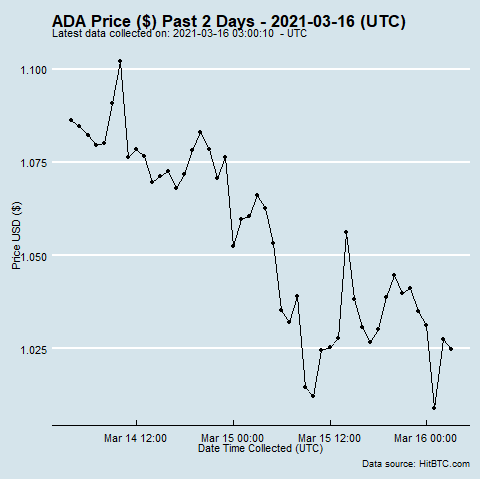 ADA Price ($) Past 2 Days - 2021-03-16 (UTC)
Latest data collected on: 2021-03-16 03:00:10 - UTC
1.100
1.075
1.050
1.025
Price USD ($)
Mar 14 12:00 Mar 15 00:00 Mar 15 12:00 Mar 16 00:00
Date Time Collected (UTC)
Data source: HitBTC.com